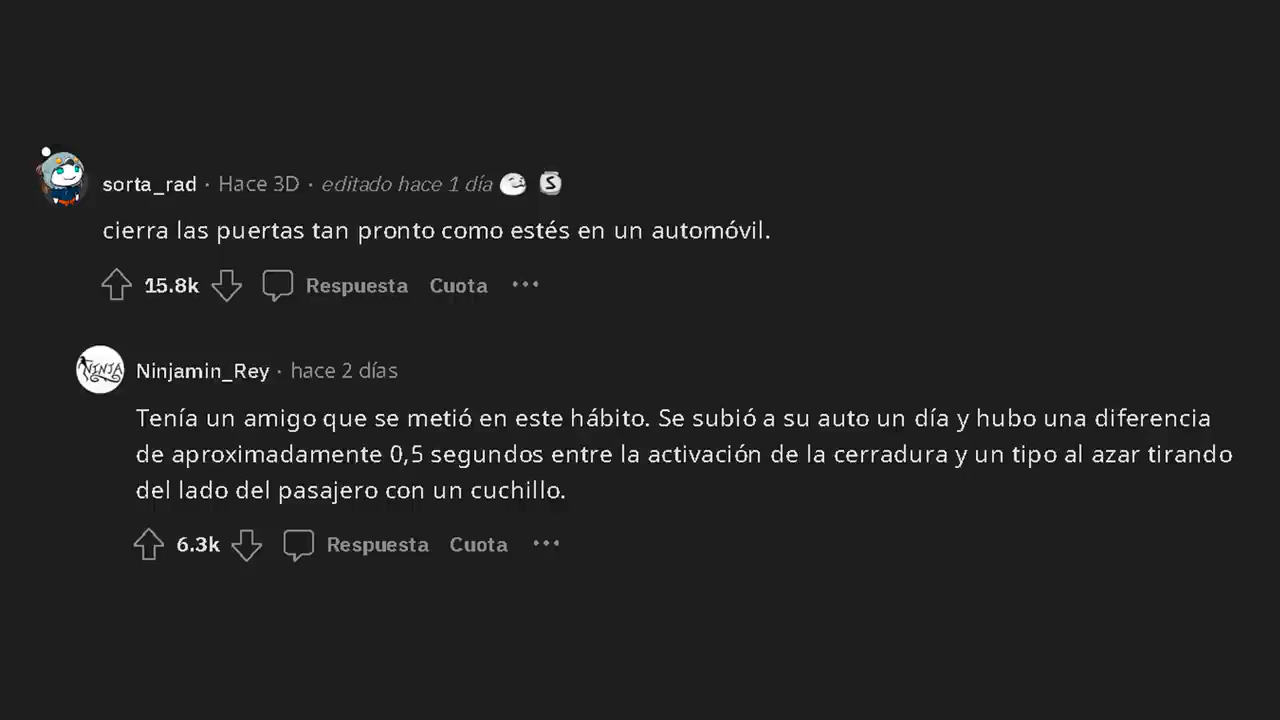 sorta_rad · Hace 3D · editado hace 1 día
cierra las puertas tan pronto como estés en un automóvil.
15.8k Respuesta Cuota ···
NINJA
Ninjamin_Rey · hace 2 días
Tenía un amigo que se metió en este hábito. Se subió a su auto un día y hubo una diferencia
de aproximadamente 0,5 segundos entre la activación de la cerradura y un tipo al azar tirando
del lado del pasajero con un cuchillo.
6.3k Respuesta Cuota ···